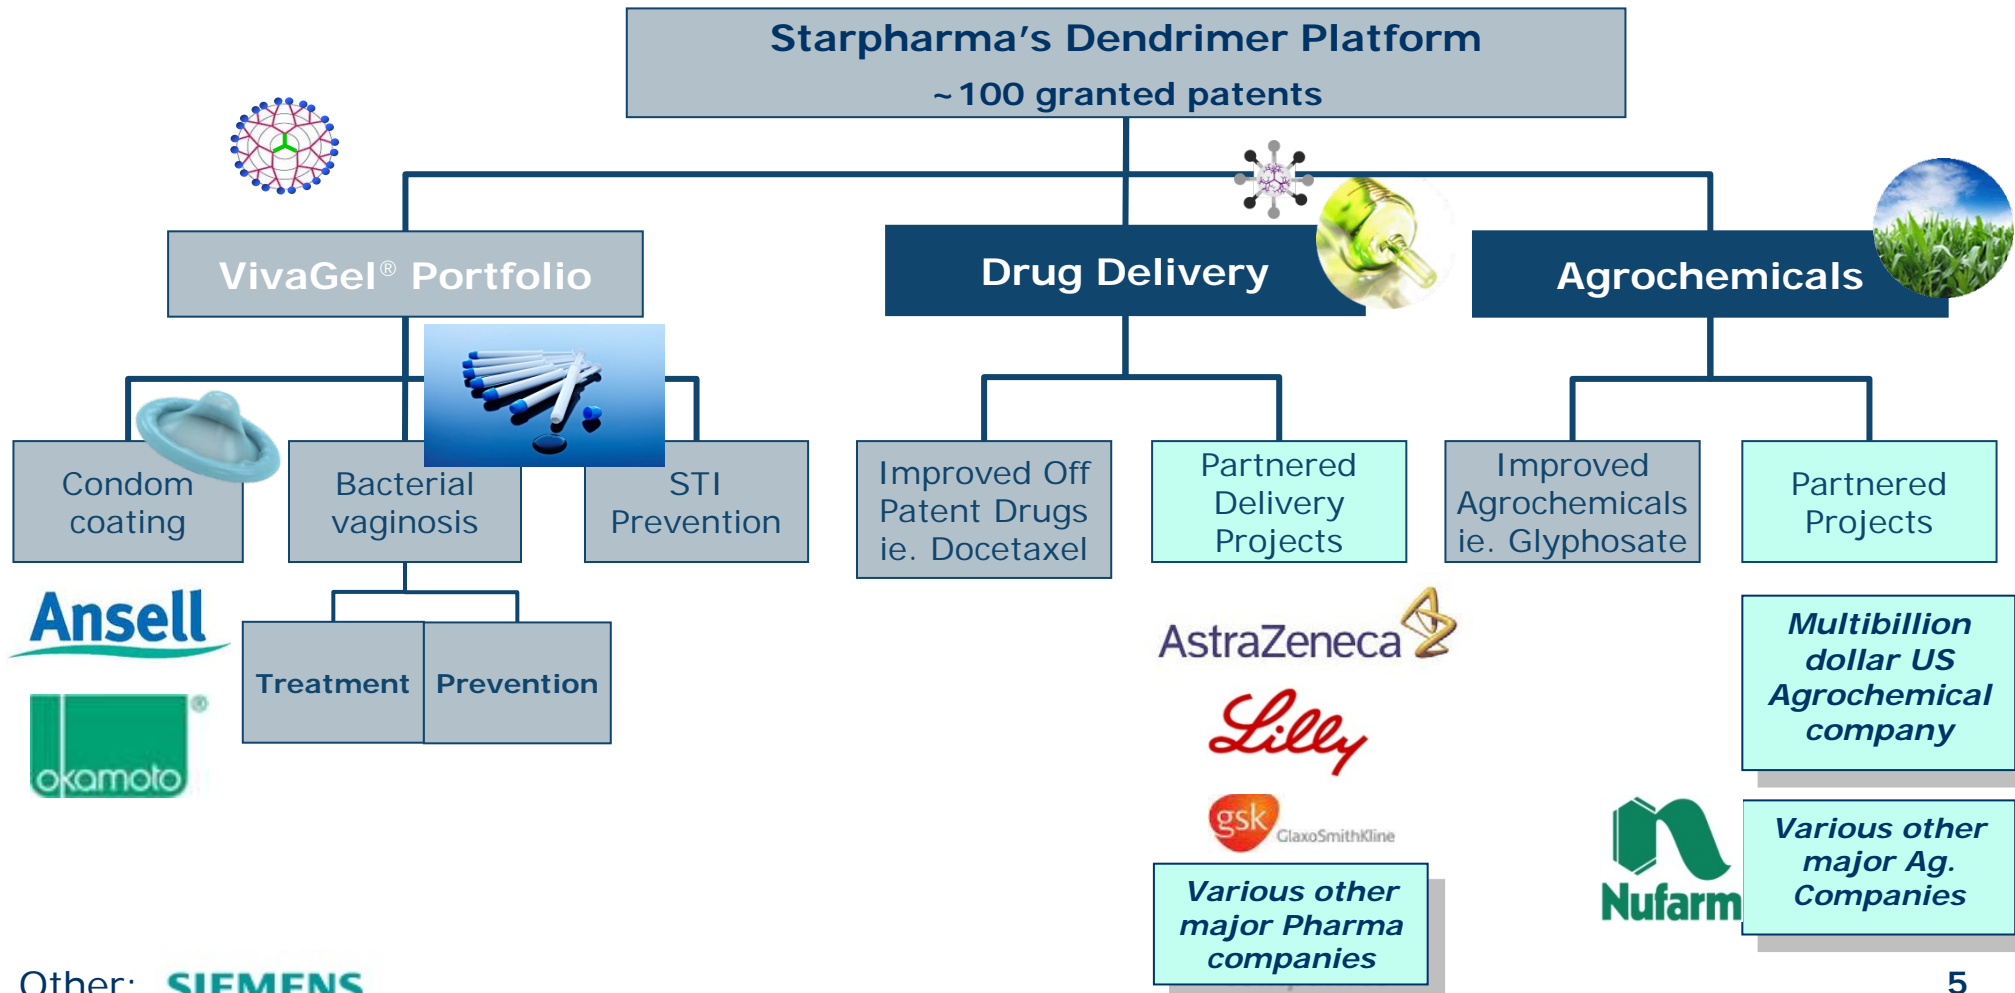 Starpharma's Dendrimer Platform
~100 granted patents
VivaGel® Portfolio
Drug Delivery
Agrochemicals
Condom
coating
Bacterial
vaginosis
STI
Prevention
Improved Off
Patent Drugs
ie. Docetaxel
Partnered
Delivery
Projects
Improved
Agrochemicals
ie. Glyphosate
Partnered
Projects
Ansell
okamoto®
Treatment
Prevention
AstraZeneca
Lilly
gsk GlaxoSmithKline
Various other
major Pharma
companies
Multibillion
dollar US
Agrochemical
company
Nufarm
Various other
major Ag.
Companies
Other: SIEMENS
5